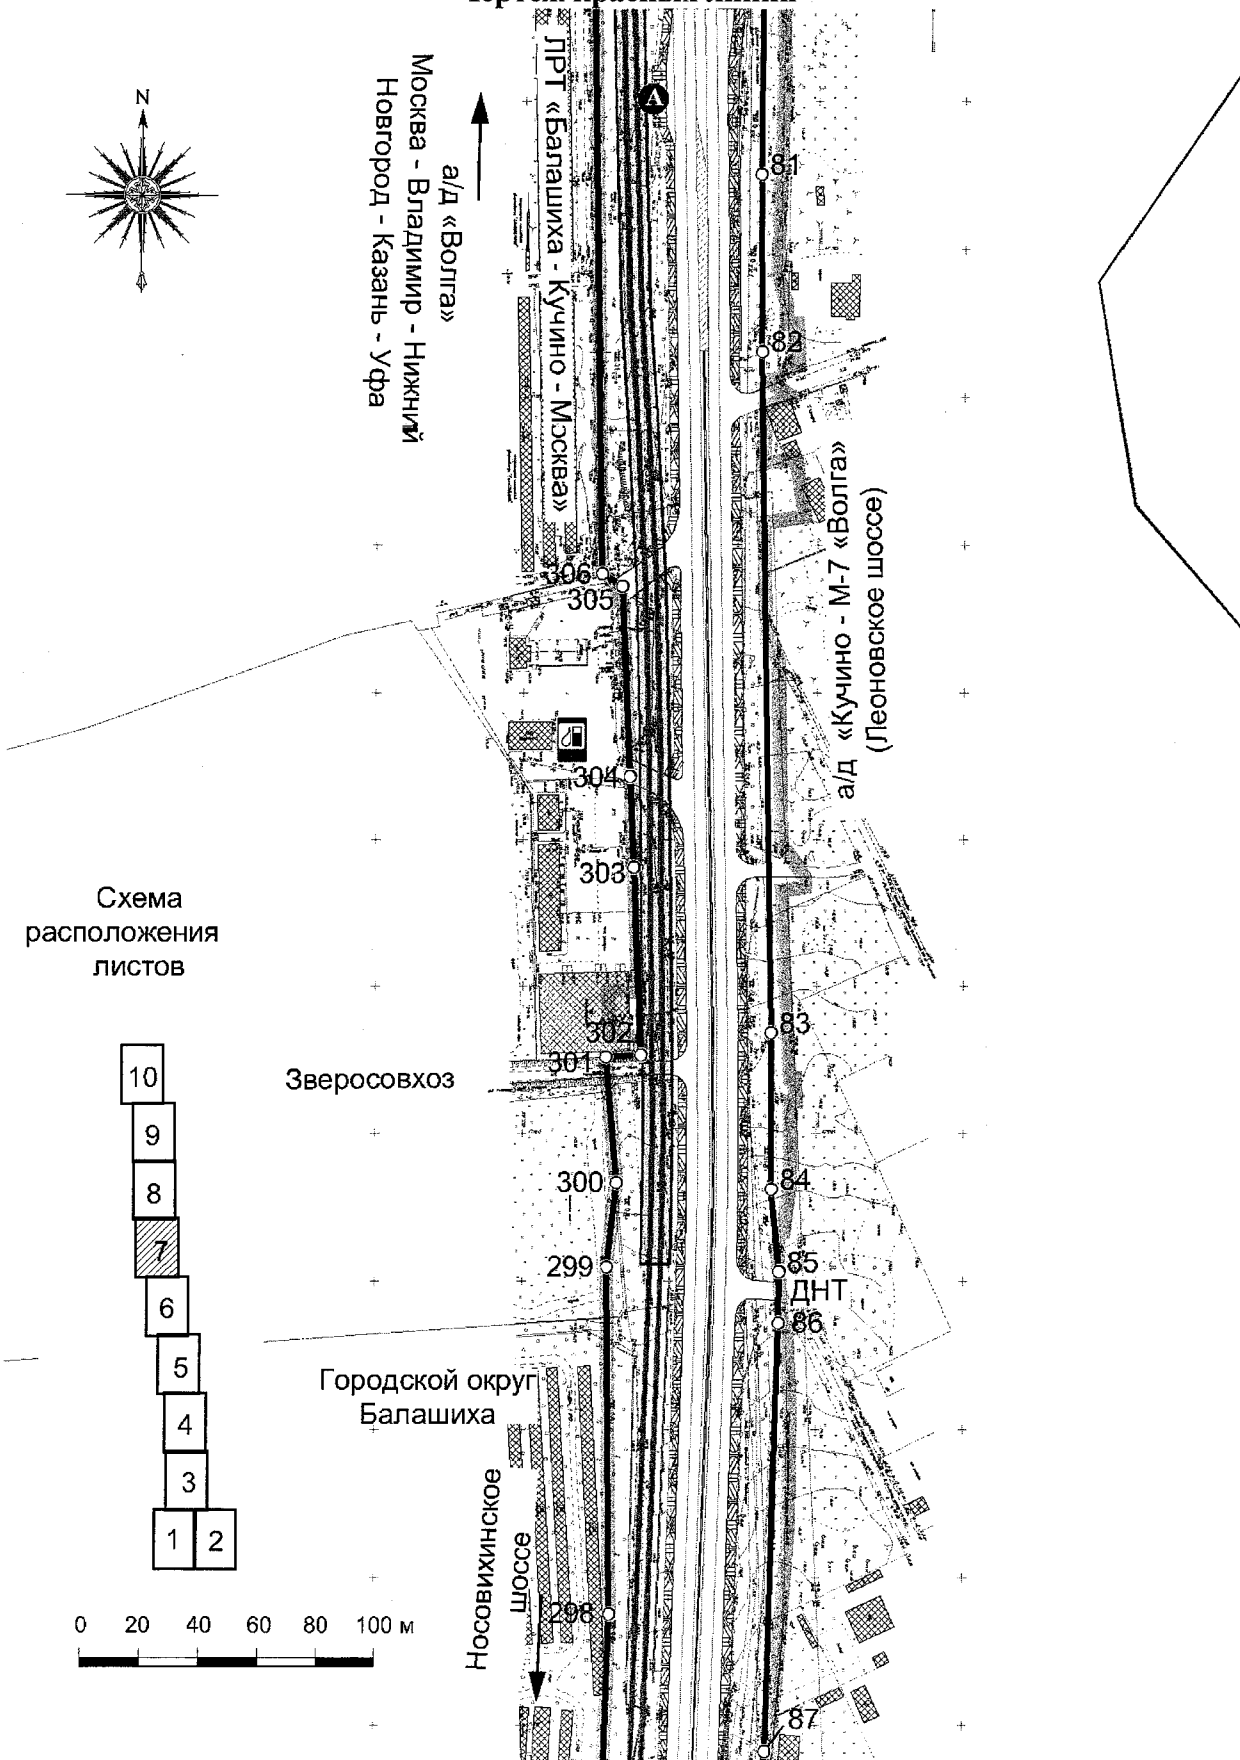 Чертеж красных линий
N
а/д «Волга»
Москва - Владимир - Нижний
Новгород - Казань - Уфа
ЛРТ «Балашиха - Кучино - Москва»
А
81
82
а/д «Кучино - М-7 «Волга»
(Леоновское шоссе)
306
305
304
303
302
301
83
Схема
расположения
листов
Зверосовхоз
10
9
8
7
6
5
4
3
1 2
300
84
299
85
ДНТ
86
Городской округ
Балашиха
Носовихинское
шоссе
298
87
0 20 40 60 80 100 м